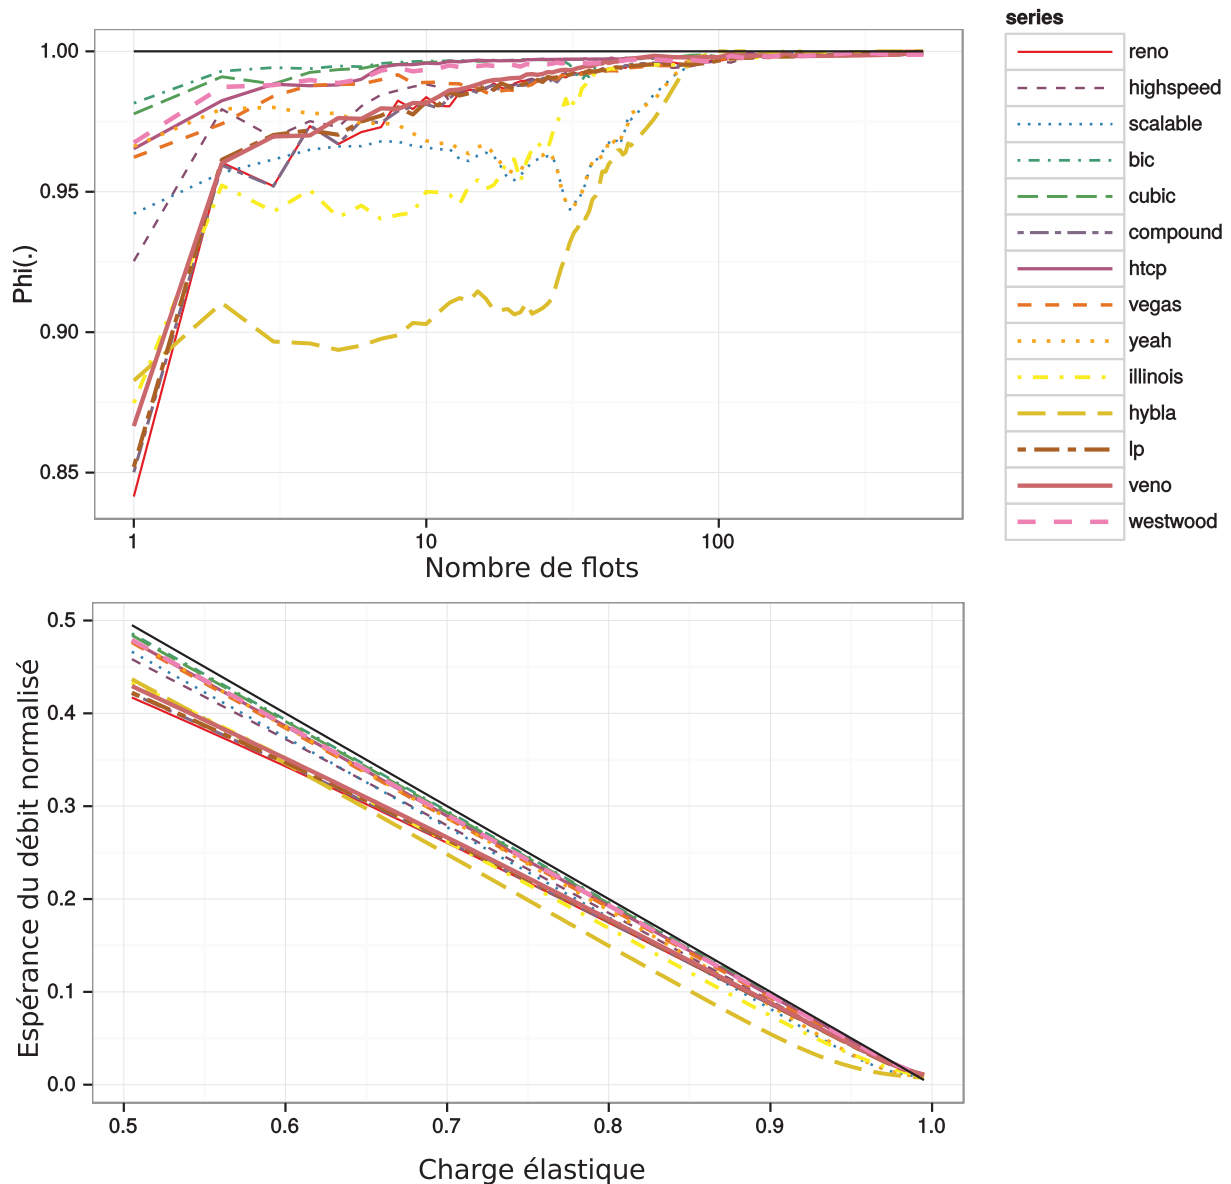 series
reno
highspeed
scalable
bic
cubic
compound
htcp
vegas
yeah
illinois
hybla
lp
veno
westwood
Phi(.)
1.00
0.95
0.90
0.85
1 10 100
Nombre de flots
Espérance du débit normalisé
0.5
0.4
0.3
0.2
0.1
0.0
0.5 0.6 0.7 0.8 0.9 1.0
Charge élastique